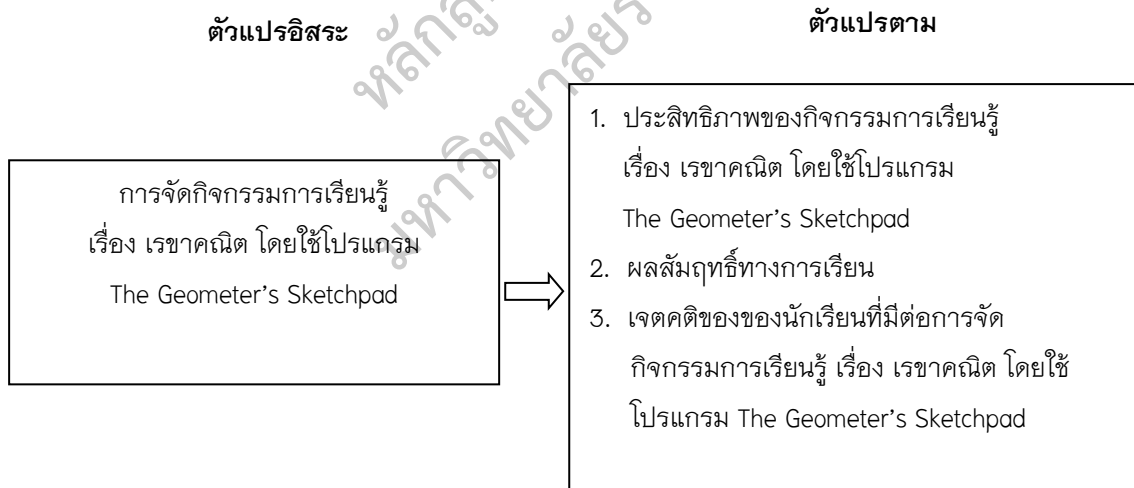 ตัวแปรอิสระ
ตัวแปรตาม
การจัดกิจกรรมการเรียนรู้
เรื่อง เรขาคณิต โดยใช้โปรแกรม
The Geometer's Sketchpad
1. ประสิทธิภาพของกิจกรรมการเรียนรู้
เรื่อง เรขาคณิต โดยใช้โปรแกรม
The Geometer's Sketchpad
2. ผลสัมฤทธิ์ทางการเรียน
3. เจตคติของของนักเรียนที่มีต่อการจัด
กิจกรรมการเรียนรู้ เรื่อง เรขาคณิต โดยใช้
โปรแกรม The Geometer's Sketchpad